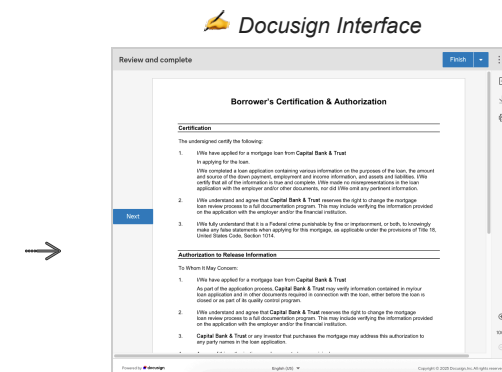 Docusign Interface
Review and complete
Finish
Borrower's Certification & Authorization
Certification
The undersigned certify the following:
1. I/We have applied for a mortgage loan from Capital Bank & Trust
In applying for the loan.
I/We completed a loan application containing various information on the purposes of the loan, the amount
and source of the down payment, employment and income information, and assets and liabilities. I/We
certify that all of the information is true and complete. I/We made no misrepresentations in the loan
application with the employer and/or other documents, nor did I/We omit any pertinent information.
2. I/We understand and agree that Capital Bank & Trust reserves the right to change the mortgage
loan review process to a full documentation program. This may include verifying the information provided
on the application with the employer and/or the financial institution.
Next
3. I/We fully understand that it is a Federal crime punishable by fine or imprisonment, or both, to knowingly
make any false statements when applying for this mortgage, as applicable under the provisions of Title 18,
United States Code, Section 1014.
Authorization to Release Information
To Whom It May Concern:
1. I/We have applied for a mortgage loan from Capital Bank & Trust
As part of the application process, Capital Bank & Trust may verify information contained in my/our
loan application and in other documents required in connection with the loan, either before the loan is
closed or as part of its quality control program.
2. I/We understand and agree that Capital Bank & Trust reserves the right to change the mortgage
loan review process to a full documentation program. This may include verifying the information provided
on the application with the employer and/or the financial institution.
3. Capital Bank & Trust or any investor that purchases the mortgage may address this authorization to
any party names in the loan application.
Powered by docusign
English (US)
Copyright © 2025 Docusign, Inc. All rights